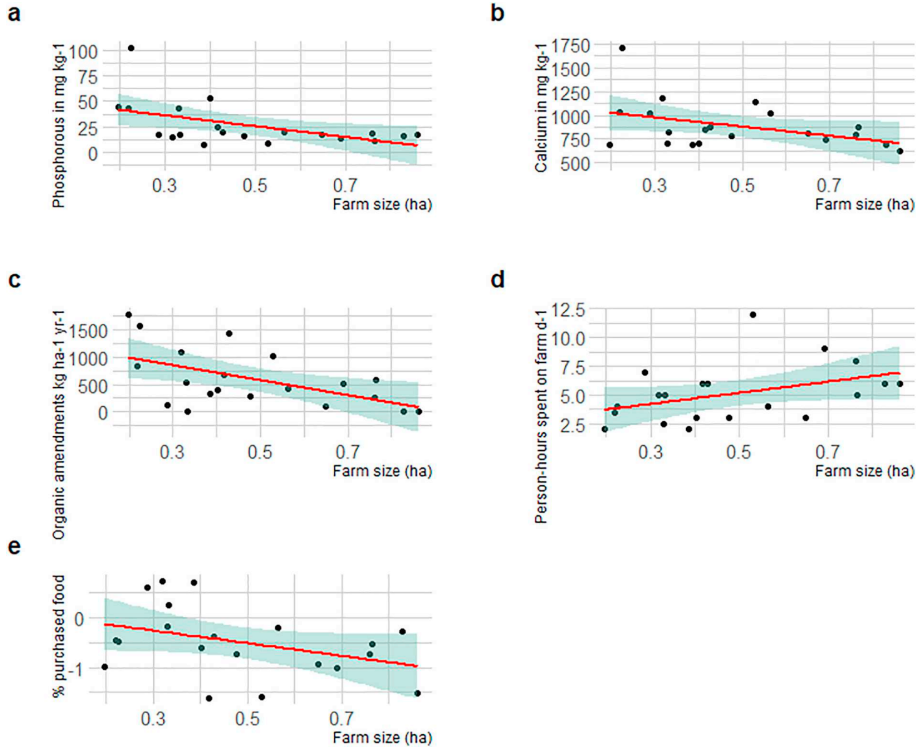 a
Phosphorous in mg kg-1
100
75
50
25
0
0.3 0.5 0.7
Farm size (ha)
b
Calcium in mg kg-1
1750
1500
1250
1000
750
500
0.3 0.5 0.7
Farm size (ha)
c
Organic amendments kg ha-1 yr-1
1500
1000
500
0
0.3 0.5 0.7
Farm size (ha)
d
Person-hours spent on farm d-1
12.5
10.0
7.5
5.0
2.5
0.3 0.5 0.7
Farm size (ha)
e
% purchased food
0
-1
0.3 0.5 0.7
Farm size (ha)